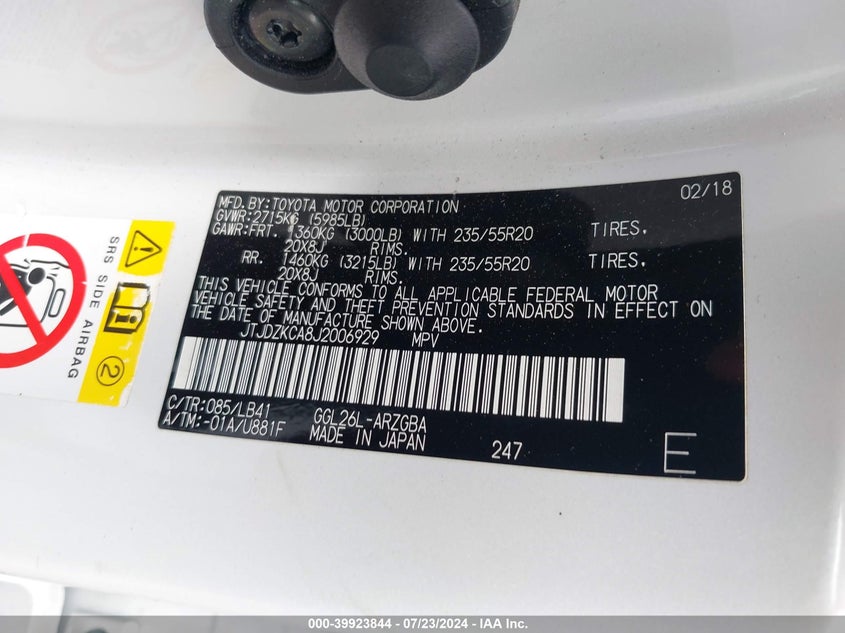 MFD. BY: TOYOTA MOTOR CORPORATION 02/18
GVWR: 2715KG (5985LB)
GAWR: FRT. 1360KG (3000LB) WITH 235/55R20 TIRES.
20X8J RIMS.
RR. 1460KG (3215LB) WITH 235/55R20 TIRES.
20X8J RIMS.
THIS VEHICLE CONFORMS TO ALL APPLICABLE FEDERAL MOTOR
VEHICLE SAFETY AND THEFT PREVENTION STANDARDS IN EFFECT ON
THE DATE OF MANUFACTURE SHOWN ABOVE.
JTJDZKCA8J2006929 MPV
C/TR: 085/LB41 GGL26L-ARZGBA
A/TM: -01A/U881F MADE IN JAPAN 247 E
SRS SIDE AIRBAG
2
000-39923844 - 07/23/2024 - IAA Inc.